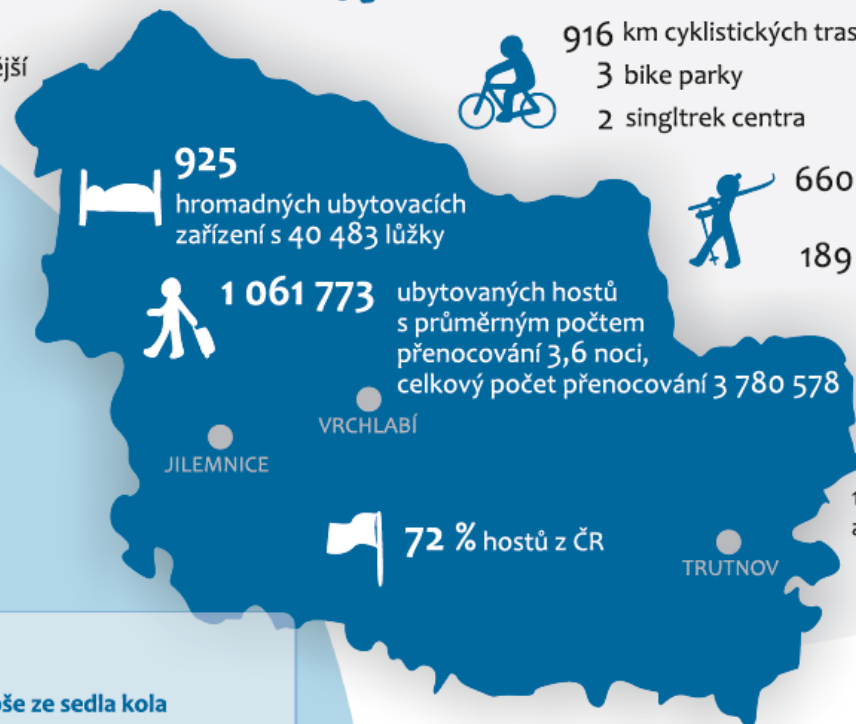 916 km cyklistických tras
3 bike parky
2 singltrek centra
660
189
925
hromadných ubytovacích
zařízení s 40 483 lůžky
1 061 773 ubytovaných hostů
s průměrným počtem
přenocování 3,6 noci,
celkový počet přenocování 3 780 578
VRCHLABÍ
JILEMNICE
72 % hostů z ČR
TRUTNOV
ze sedla kola